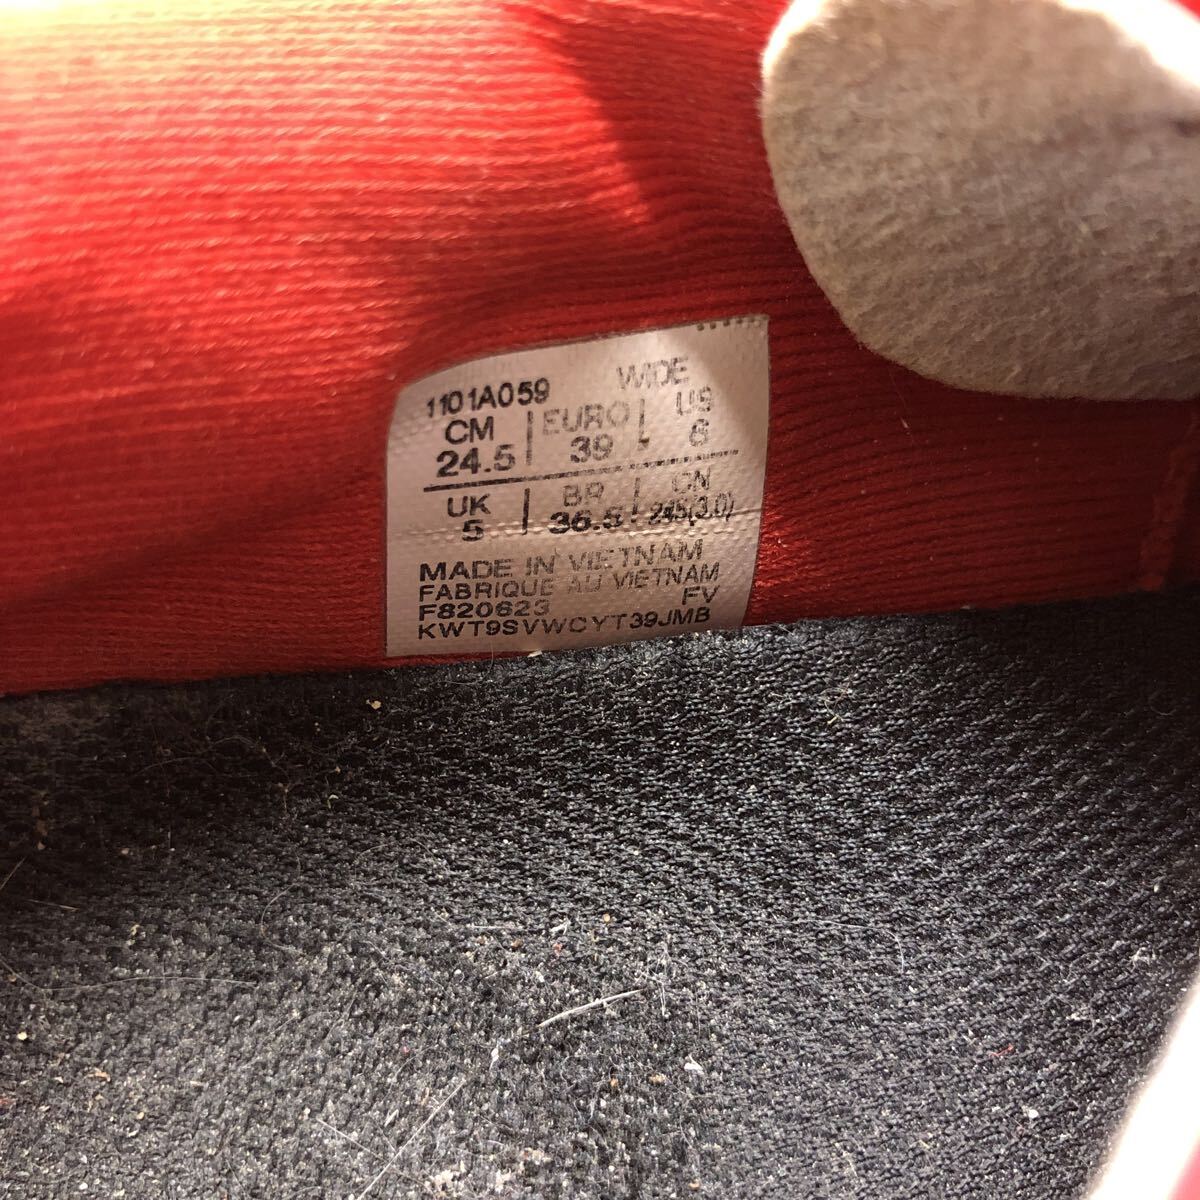 1101A059 WIDE
CM | EURO | US
24.5 | 39 | 6
UK | BR | CN
5 | 36.5 | 245(3.0)
MADE IN VIETNAM
FABRIQUE AU VIETNAM
F820623 FV
KWT9SVWCYT39JMB